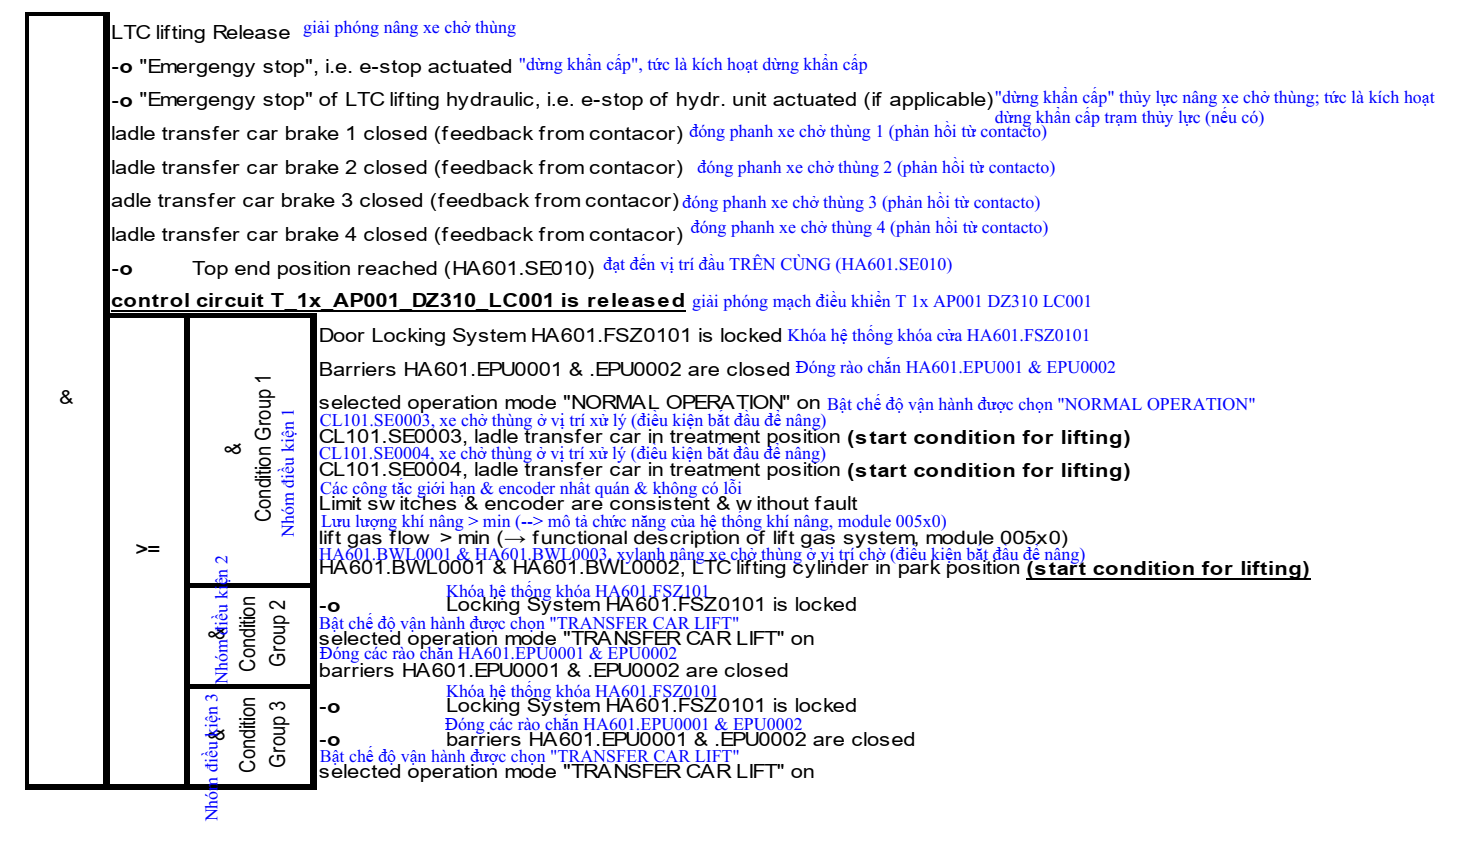 LTC lifting Release giải phóng nâng xe chở thùng
-o "Emergengy stop", i.e. e-stop actuated "dừng khẩn cấp", tức là kích hoạt dừng khẩn cấp
-o "Emergengy stop" of LTC lifting hydraulic, i.e. e-stop of hydr. unit actuated (if applicable) "dừng khẩn cấp" thủy lực nâng xe chở thùng; tức là kích hoạt
dừng khẩn cấp trạm thủy lực (nếu có)
ladle transfer car brake 1 closed (feedback from contacor) đóng phanh xe chở thùng 1 (phản hồi từ contacto)
ladle transfer car brake 2 closed (feedback from contacor) đóng phanh xe chở thùng 2 (phản hồi từ contacto)
adle transfer car brake 3 closed (feedback from contacor) đóng phanh xe chở thùng 3 (phản hồi từ contacto)
ladle transfer car brake 4 closed (feedback from contacor) đóng phanh xe chở thùng 4 (phản hồi từ contacto)
-o Top end position reached (HA601.SE010) đạt đến vị trí đầu TRÊN CÙNG (HA601.SE010)
control circuit T_1x_AP001_DZ310_LC001 is released giải phóng mạch điều khiển T 1x AP001 DZ310 LC001
&
>=
&
Condition Group 1
Nhóm điều kiện 1
Door Locking System HA601.FSZ0101 is locked Khóa hệ thống khóa cửa HA601.FSZ0101
Barriers HA601.EPU0001 & .EPU0002 are closed Đóng rào chắn HA601.EPU001 & EPU0002
selected operation mode "NORMAL OPERATION" on Bật chế độ vận hành được chọn "NORMAL OPERATION"
CL101.SE0003, xe chở thùng ở vị trí xử lý (điều kiện bắt đầu để nâng)
CL101.SE0003, ladle transfer car in treatment position (start condition for lifting)
CL101.SE0004, xe chở thùng ở vị trí xử lý (điều kiện bắt đầu để nâng)
CL101.SE0004, ladle transfer car in treatment position (start condition for lifting)
Các công tắc giới hạn & encoder nhất quán & không có lỗi
Limit switches & encoder are consistent & without fault
Lưu lượng khí nâng > min (--> mô tả chức năng của hệ thống khí nâng, module 005x0)
lift gas flow > min (→ functional description of lift gas system, module 005x0)
HA601.BWL0001 & HA601.BWL0003, xylanh nâng xe chở thùng ở vị trí chờ (điều kiện bắt đầu để nâng)
HA601.BWL0001 & HA601.BWL0002, LTC lifting cylinder in park position (start condition for lifting)
Nhóm điều kiện 2
&
Condition
Group 2
Khóa hệ thống khóa HA601.FSZ101
-o Locking System HA601.FSZ0101 is locked
Bật chế độ vận hành được chọn "TRANSFER CAR LIFT"
selected operation mode "TRANSFER CAR LIFT" on
Đóng các rào chắn HA601.EPU0001 & EPU0002
barriers HA601.EPU0001 & .EPU0002 are closed
Nhóm điều kiện 3
&
Condition
Group 3
Khóa hệ thống khóa HA601.FSZ0101
-o Locking System HA601.FSZ0101 is locked
Đóng các rào chắn HA601.EPU0001 & EPU0002
-o barriers HA601.EPU0001 & .EPU0002 are closed
Bật chế độ vận hành được chọn "TRANSFER CAR LIFT"
selected operation mode "TRANSFER CAR LIFT" on